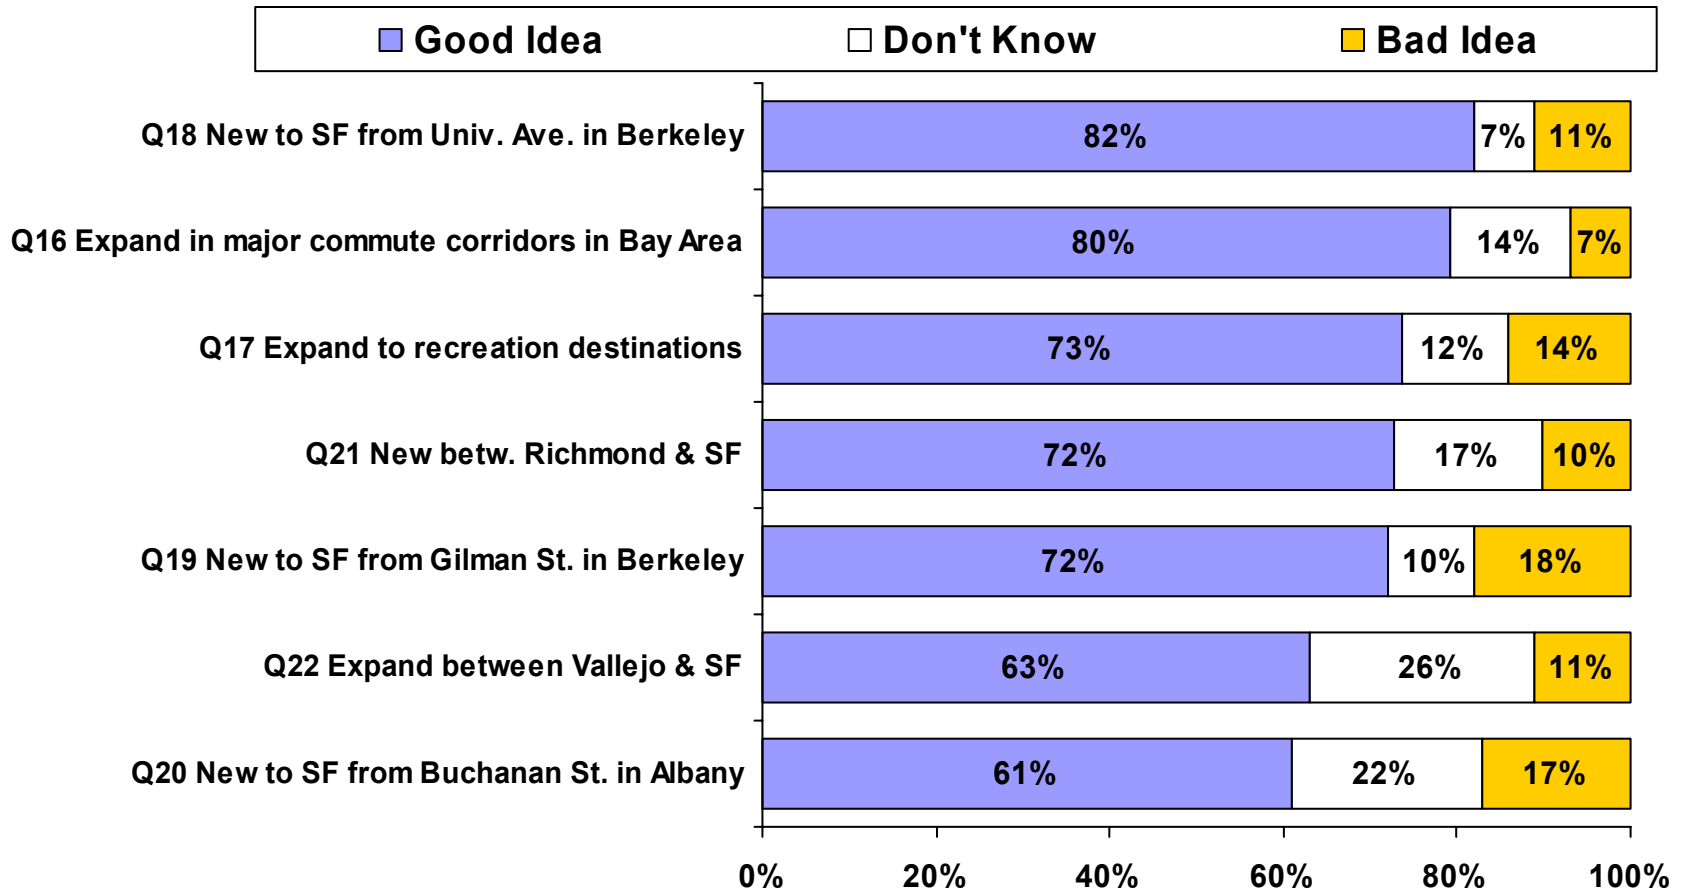 Good Idea Don't Know Bad Idea
Q18 New to SF from Univ. Ave. in Berkeley 82% 7% 11%
Q16 Expand in major commute corridors in Bay Area 80% 14% 7%
Q17 Expand to recreation destinations 73% 12% 14%
Q21 New betw. Richmond & SF 72% 17% 10%
Q19 New to SF from Gilman St. in Berkeley 72% 10% 18%
Q22 Expand between Vallejo & SF 63% 26% 11%
Q20 New to SF from Buchanan St. in Albany 61% 22% 17%
0% 20% 40% 60% 80% 100%